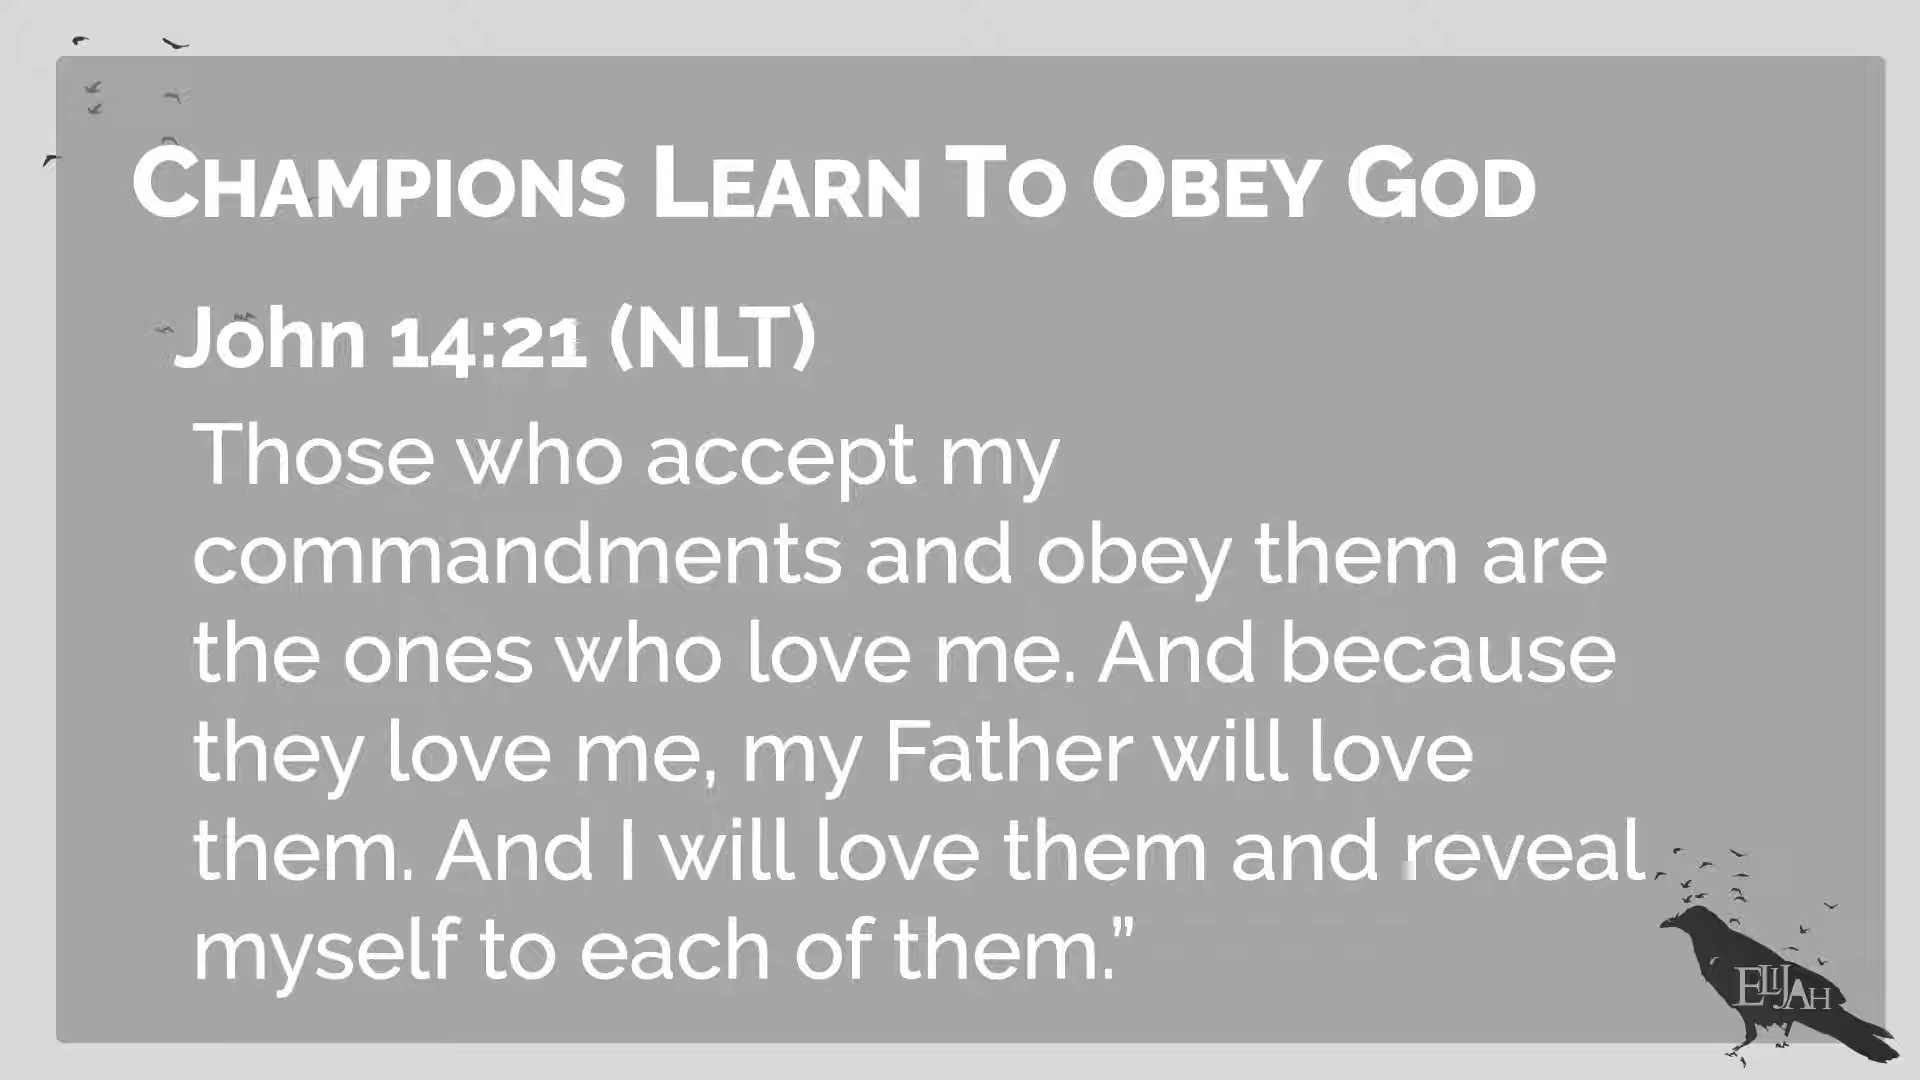 Champions Learn To Obey God
John 14:21 (NLT)
Those who accept my
commandments and obey them are
the ones who love me. And because
they love me, my Father will love
them. And I will love them and reveal
myself to each of them.”
ELIJAH